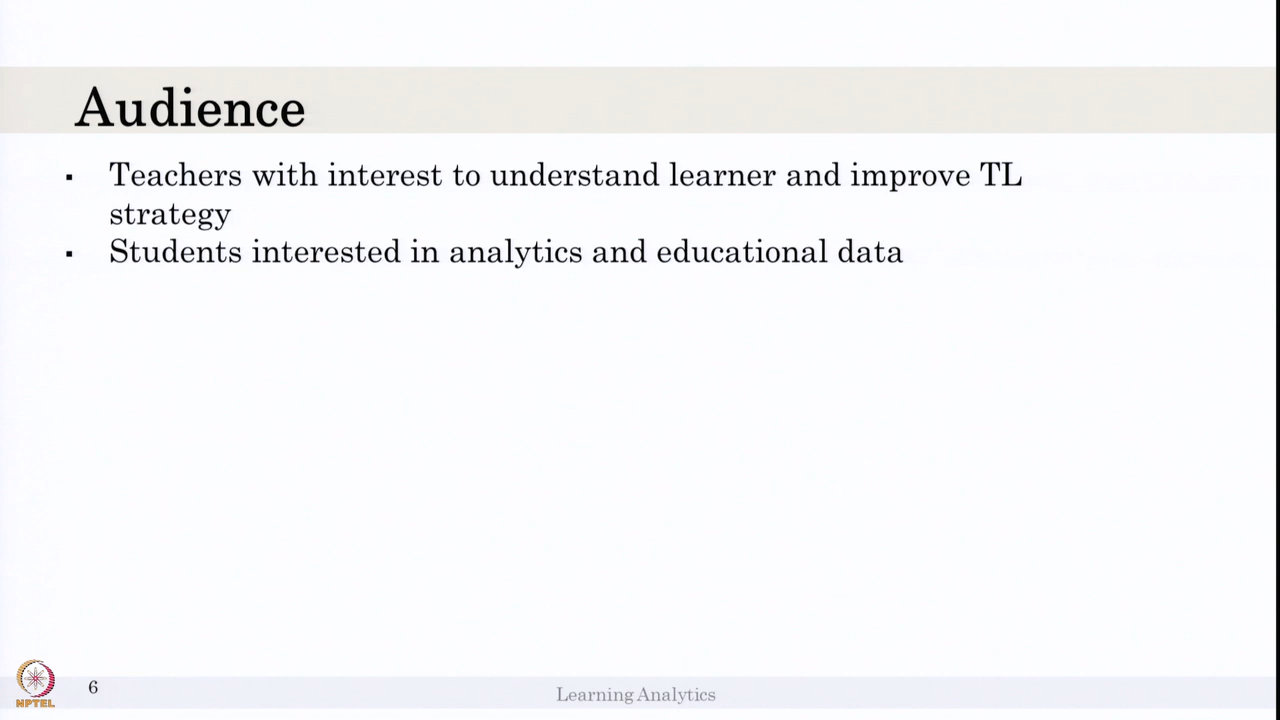 Audience
▪ Teachers with interest to understand learner and improve TL
strategy
▪ Students interested in analytics and educational data
NPTEL
6
Learning Analytics